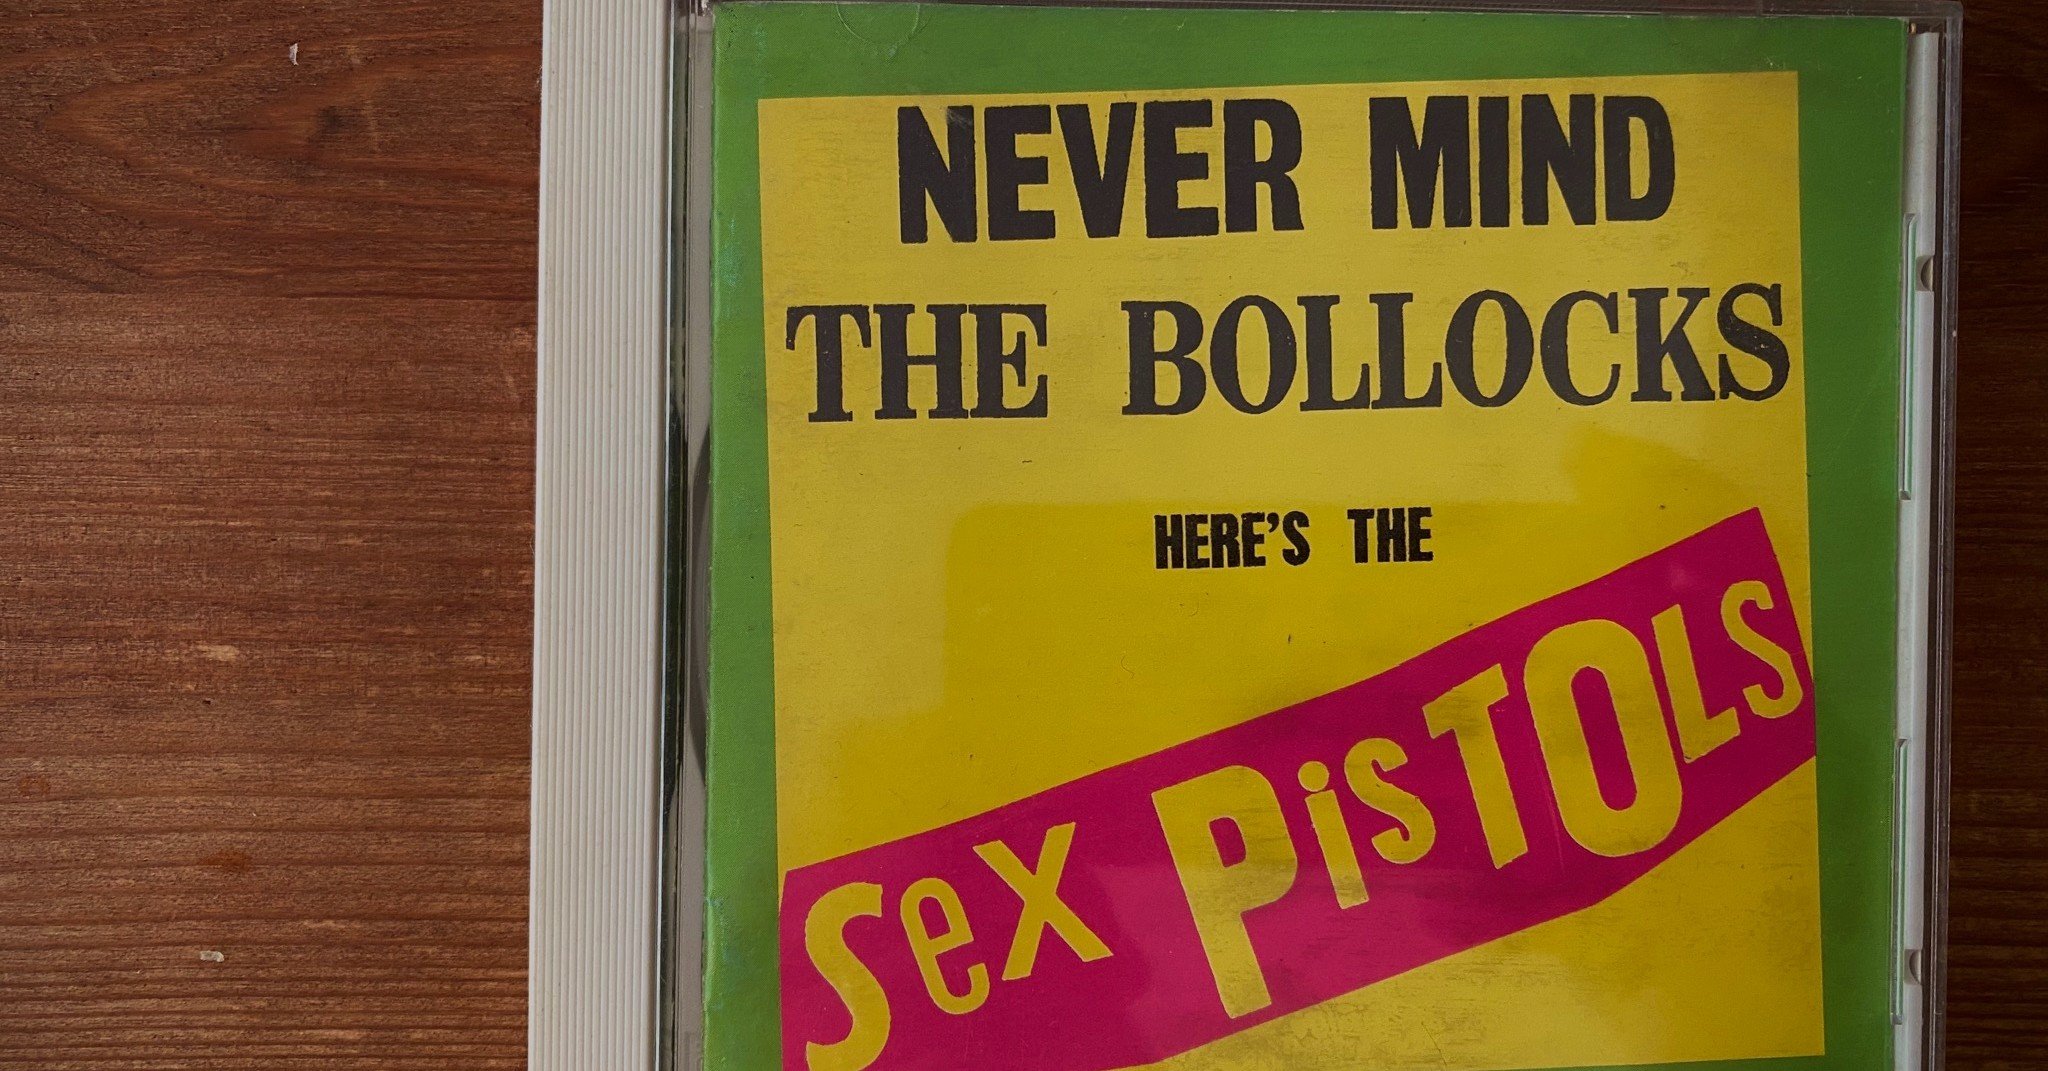 NEVER MIND
THE BOLLOCKS
HERE'S THE
Sex PisTOLS